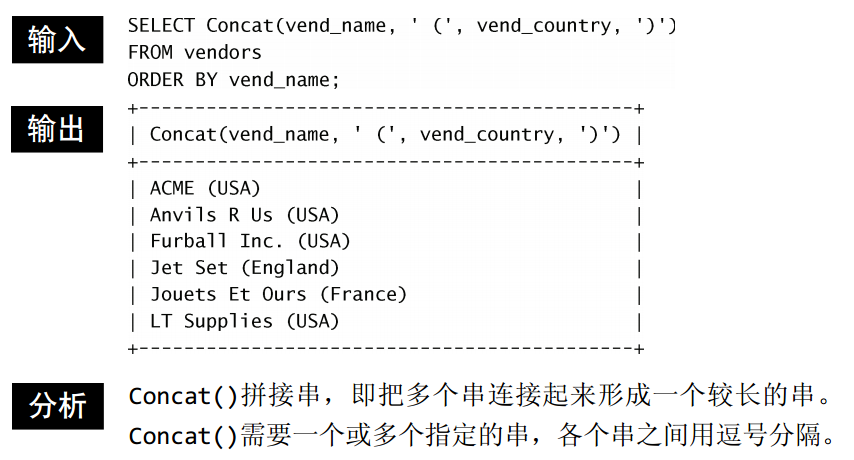 输入
SELECT Concat(vend_name, ' (', vend_country, ')')
FROM vendors
ORDER BY vend_name;
输出
+-------------------------------------------+
| Concat(vend_name, ' (', vend_country, ')') |
+-------------------------------------------+
| ACME (USA) |
| Anvils R Us (USA) |
| Furball Inc. (USA) |
| Jet Set (England) |
| Jouets Et Ours (France) |
| LT Supplies (USA) |
+-------------------------------------------+
分析
Concat()拼接串，即把多个串连接起来形成一个较长的串。
Concat()需要一个或多个指定的串，各个串之间用逗号分隔。